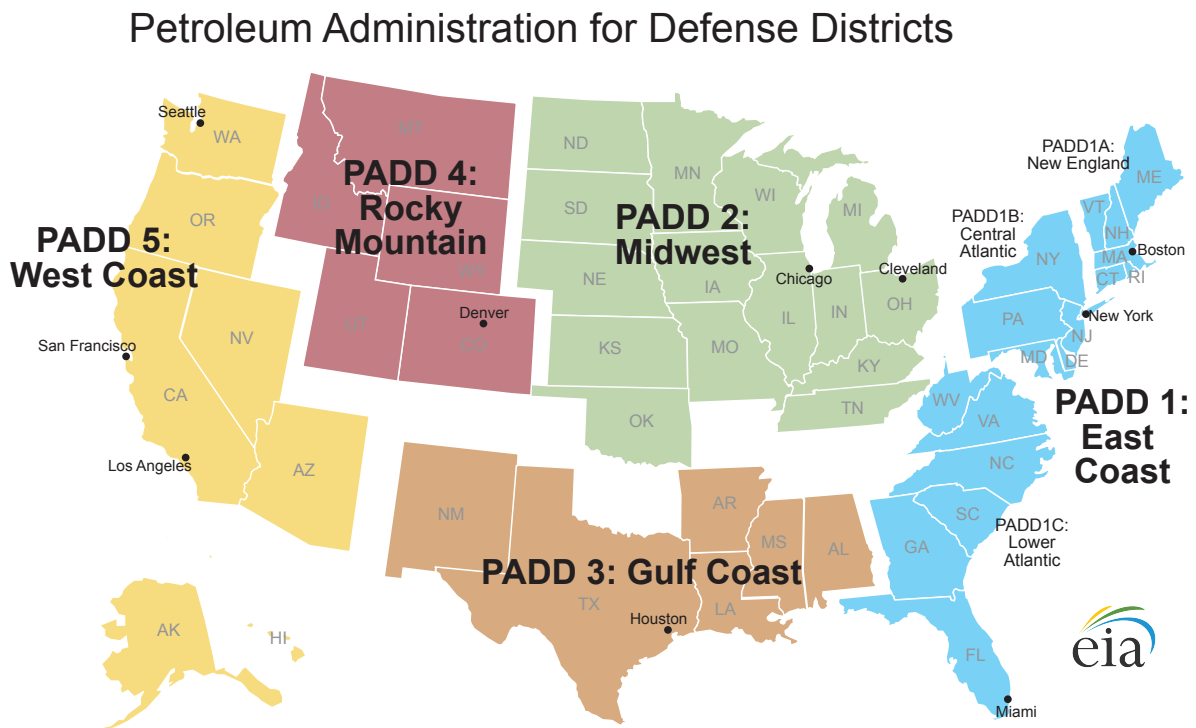 Petroleum Administration for Defense Districts
Seattle
WA
OR
PADD 5:
West Coast
San Francisco
NV
CA
Los Angeles
AZ
AK
HI
MT
ID
PADD 4:
Rocky
Mountain
WY
UT
Denver
CO
ND
MN
SD
WI
MI
PADD 2:
Midwest
NE
IA
Chicago
Cleveland
IL
IN
OH
KS
MO
KY
OK
TN
NM
AR
MS
AL
PADD 3: Gulf Coast
TX
LA
Houston
PADD1A:
New England
ME
VT
NH
PADD1B:
Central
Atlantic
NY
MA
Boston
CT
RI
PA
New York
NJ
MD
DE
WV
VA
PADD 1:
East
Coast
NC
SC
GA
PADD1C:
Lower
Atlantic
FL
Miami
eia